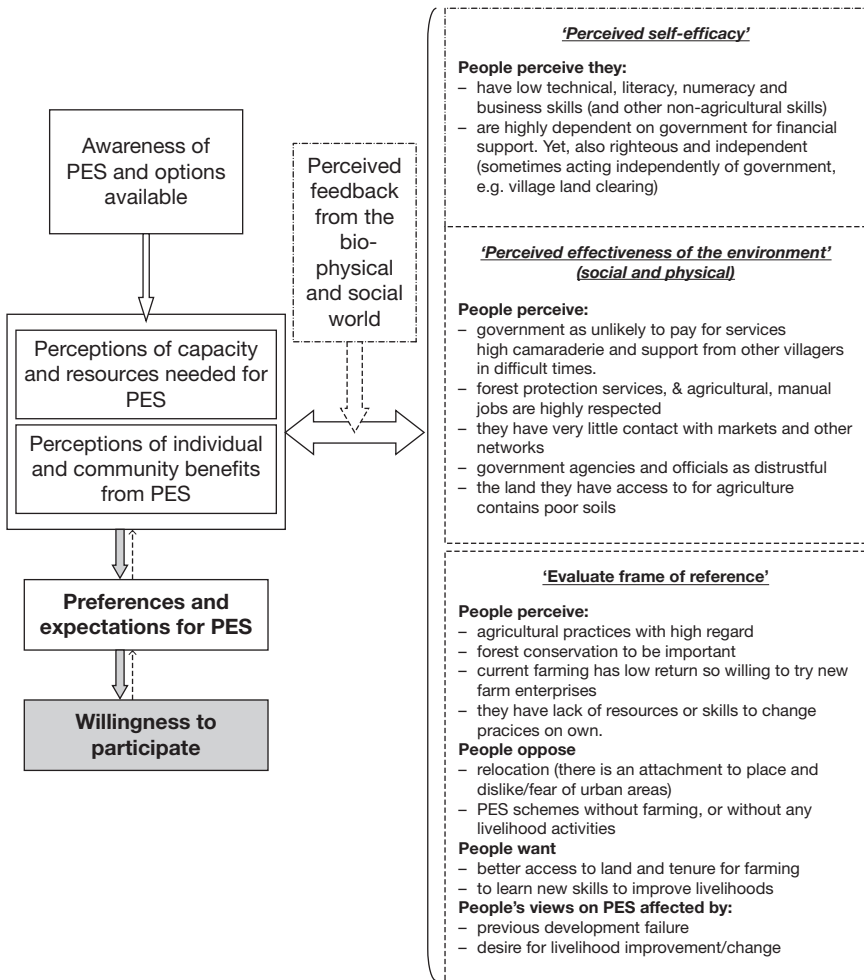 Awareness of
PES and options
available
Perceptions of capacity
and resources needed for
PES
Perceptions of individual
and community benefits
from PES
Preferences and
expectations for PES
Willingness to
participate
Perceived
feedback
from the
bio-
physical
and social
world
‘Perceived self-efficacy’
People perceive they:
– have low technical, literacy, numeracy and
business skills (and other non-agricultural skills)
– are highly dependent on government for financial
support. Yet, also righteous and independent
(sometimes acting independently of government,
e.g. village land clearing)
‘Perceived effectiveness of the environment’
(social and physical)
People perceive:
– government as unlikely to pay for services
high camaraderie and support from other villagers
in difficult times.
– forest protection services, & agricultural, manual
jobs are highly respected
– they have very little contact with markets and other
networks
– government agencies and officials as distrustful
– the land they have access to for agriculture
contains poor soils
‘Evaluate frame of reference’
People perceive:
– agricultural practices with high regard
– forest conservation to be important
– current farming has low return so willing to try new
farm enterprises
– they have lack of resources or skills to change
pracices on own.
People oppose
– relocation (there is an attachment to place and
dislike/fear of urban areas)
– PES schemes without farming, or without any
livelihood activities
People want
– better access to land and tenure for farming
– to learn new skills to improve livelihoods
People’s views on PES affected by:
– previous development failure
– desire for livelihood improvement/change